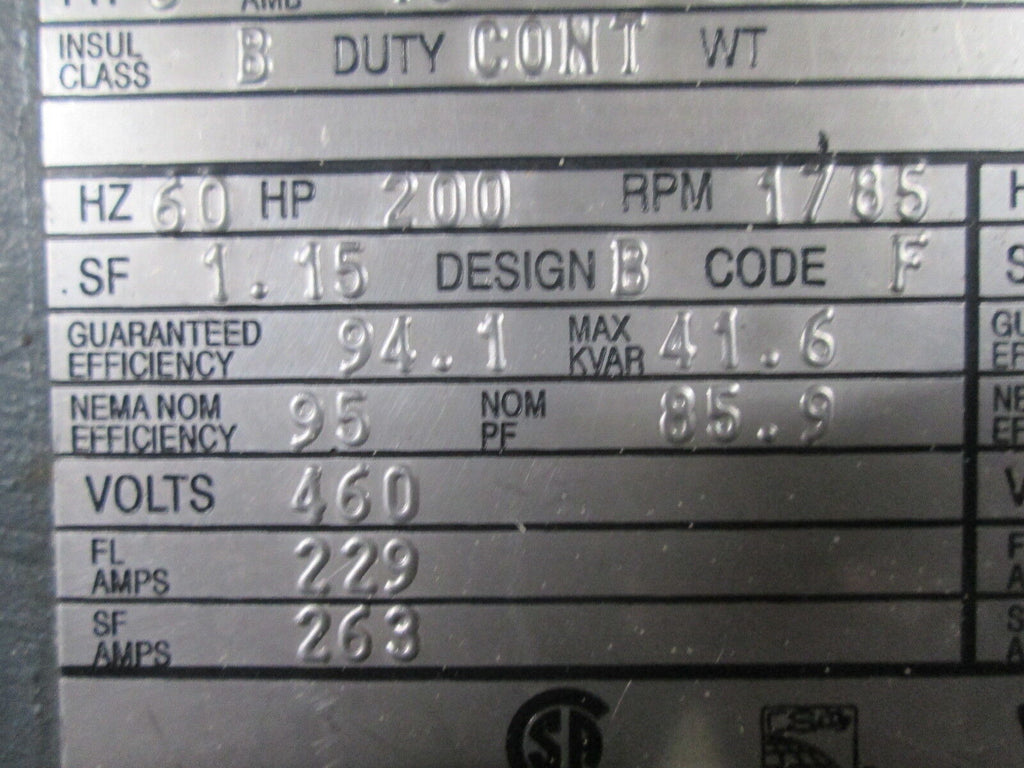 AMB
INSUL CLASS B DUTY CONT WT
HZ 60 HP 200 RPM 1785
SF 1.15 DESIGN B CODE F
GUARANTEED EFFICIENCY 94.1 MAX KVAR 41.6
NEMA NOM EFFICIENCY 95 NOM PF 85.9
VOLTS 460
FL AMPS 229
SF AMPS 263